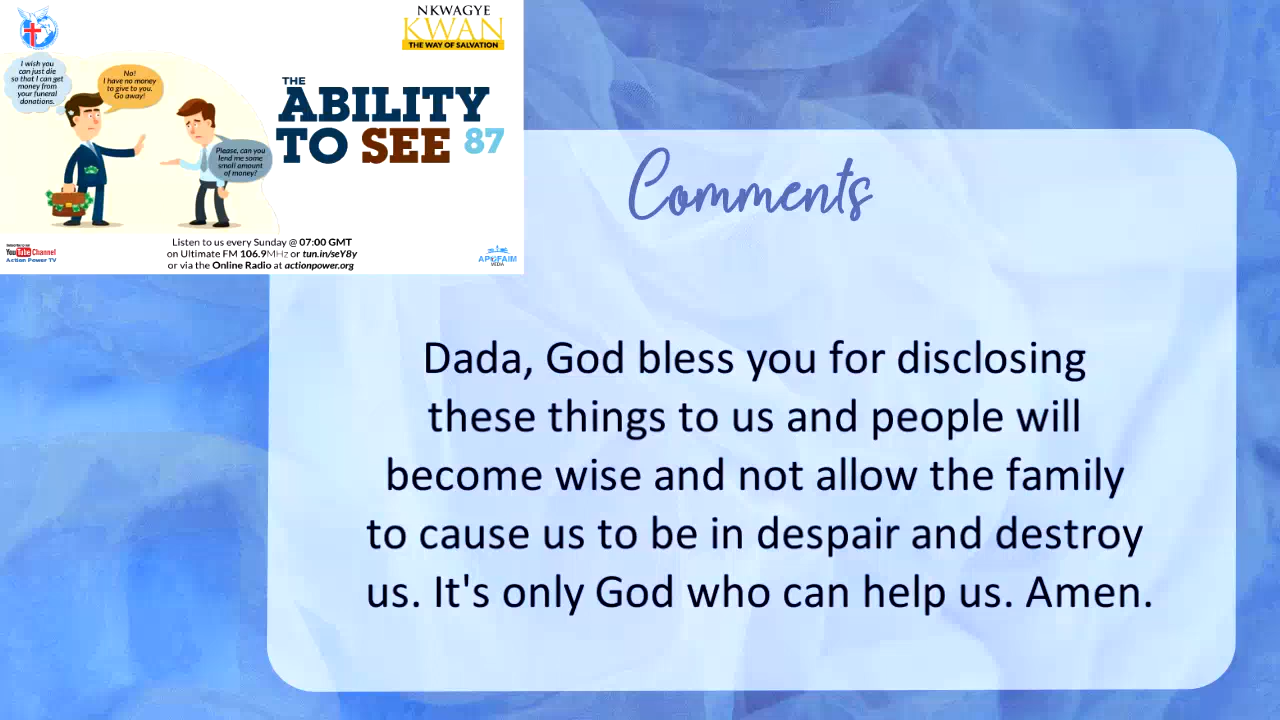 NKWAGYE
KWAN
THE WAY OF SALVATION
I wish you
can just die
so that I can get
money from
your funeral
donations.
No!
I have no money
to give to you.
Go away!
Please, can you
lend me some
small amount
of money?
THE
ABILITY
TO SEE 87
YouTube Channel
Action Power TV
Listen to us every Sunday @ 07:00 GMT
on Ultimate FM 106.9MHz or tun.in/seY8y
or via the Online Radio at actionpower.org
APOFAIM
MEDIA
Comments
Dada, God bless you for disclosing
these things to us and people will
become wise and not allow the family
to cause us to be in despair and destroy
us. It's only God who can help us. Amen.